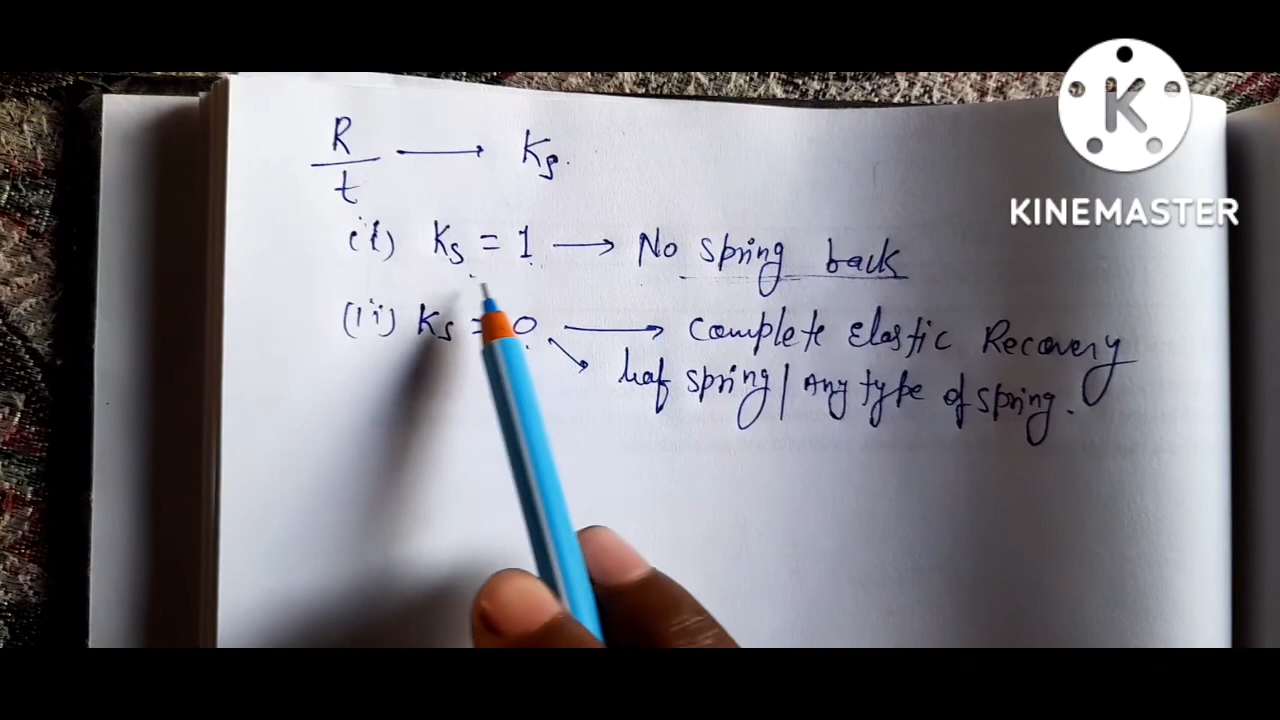 R/t → Ks.
(i) Ks = 1 → No spring back
(ii) Ks = 0 → Complete Elastic Recovery
→ leaf spring / Any type of spring.
K
KINEMASTER